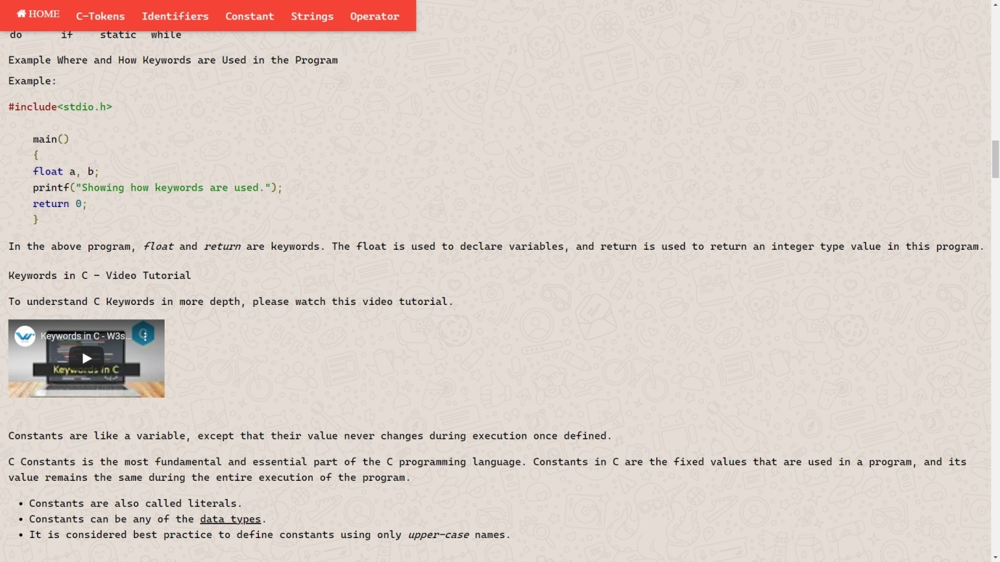 HOME C-Tokens Identifiers Constant Strings Operator
do if static while
Example Where and How Keywords are Used in the Program
Example:
#include<stdio.h>
main()
{
float a, b;
printf("Showing how keywords are used.");
return 0;
}
In the above program, float and return are keywords. The float is used to declare variables, and return is used to return an integer type value in this program.
Keywords in C - Video Tutorial
To understand C Keywords in more depth, please watch this video tutorial.
Keywords in C - W3s...
Keywords in C
Constants are like a variable, except that their value never changes during execution once defined.
C Constants is the most fundamental and essential part of the C programming language. Constants in C are the fixed values that are used in a program, and its
value remains the same during the entire execution of the program.
• Constants are also called literals.
• Constants can be any of the data types.
• It is considered best practice to define constants using only upper-case names.